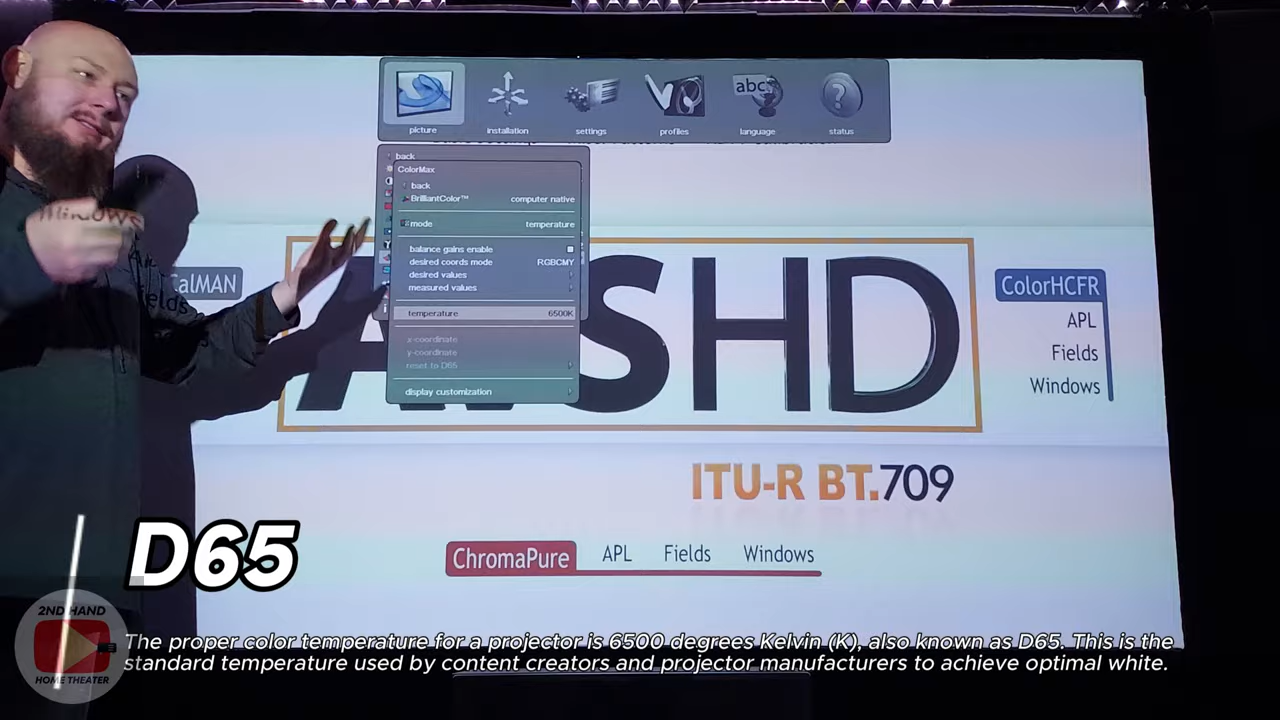 picture
installation
settings
profiles
abc
language
?
status
back
ColorMax
back
BrilliantColor™ computer native
mode temperature
balance gains enable
desired coords mode RGBCMY
desired values
measured values
temperature 6500K
x-coordinate
y-coordinate
reset to D65
display customization
CalMAN
Windows
SHD
ColorHCFR
APL
Fields
Windows
ITU-R BT.709
ChromaPure APL Fields Windows
D65
2ND HAND
HOME THEATER
The proper color temperature for a projector is 6500 degrees Kelvin (K), also known as D65. This is the
standard temperature used by content creators and projector manufacturers to achieve optimal white.